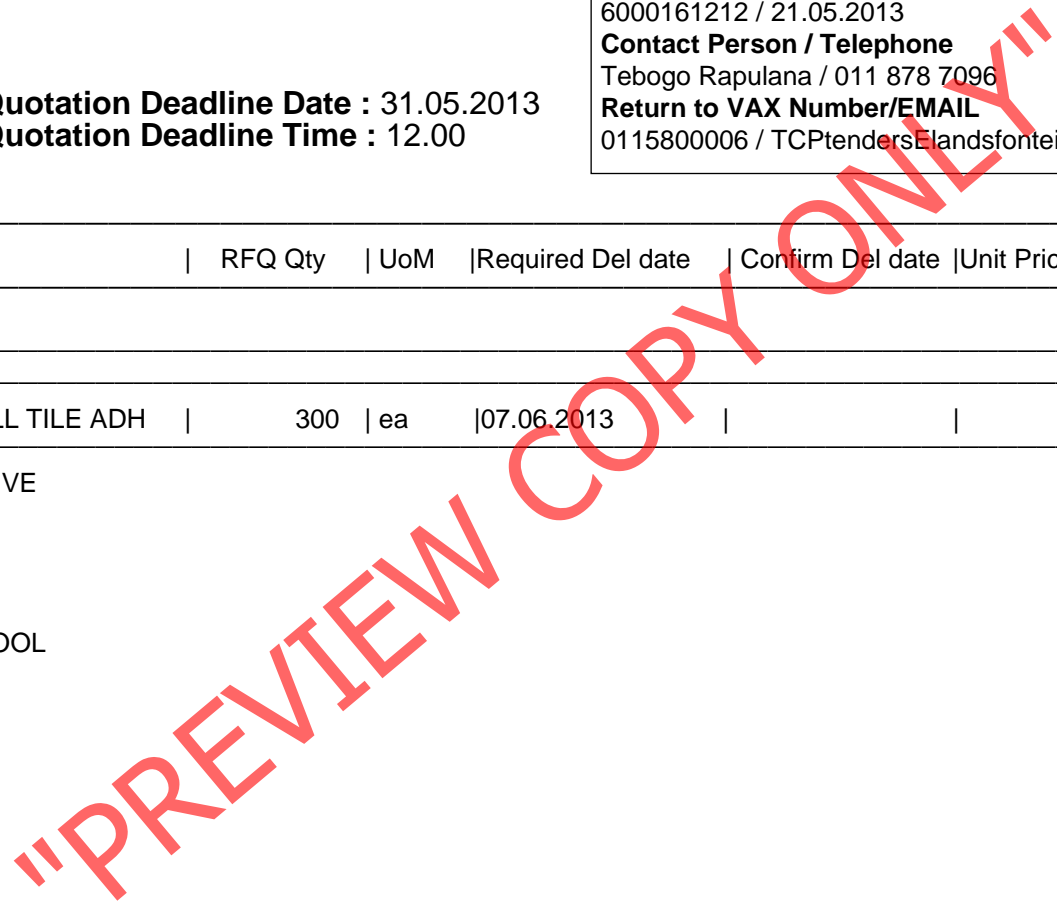 6000161212 / 21.05.2013
Contact Person / Telephone
Tebogo Rapulana / 011 878 7096
Quotation Deadline Date : 31.05.2013
Return to VAX Number/EMAIL
Quotation Deadline Time : 12.00
0115800006 / TCPtendersElandsfontei
| RFQ Qty | UoM |Required Del date | Confirm Del date |Unit Pric
LL TILE ADH | 300 | ea |07.06.2013 | |
VE
OOL
"PREVIEW COPY ONLY"